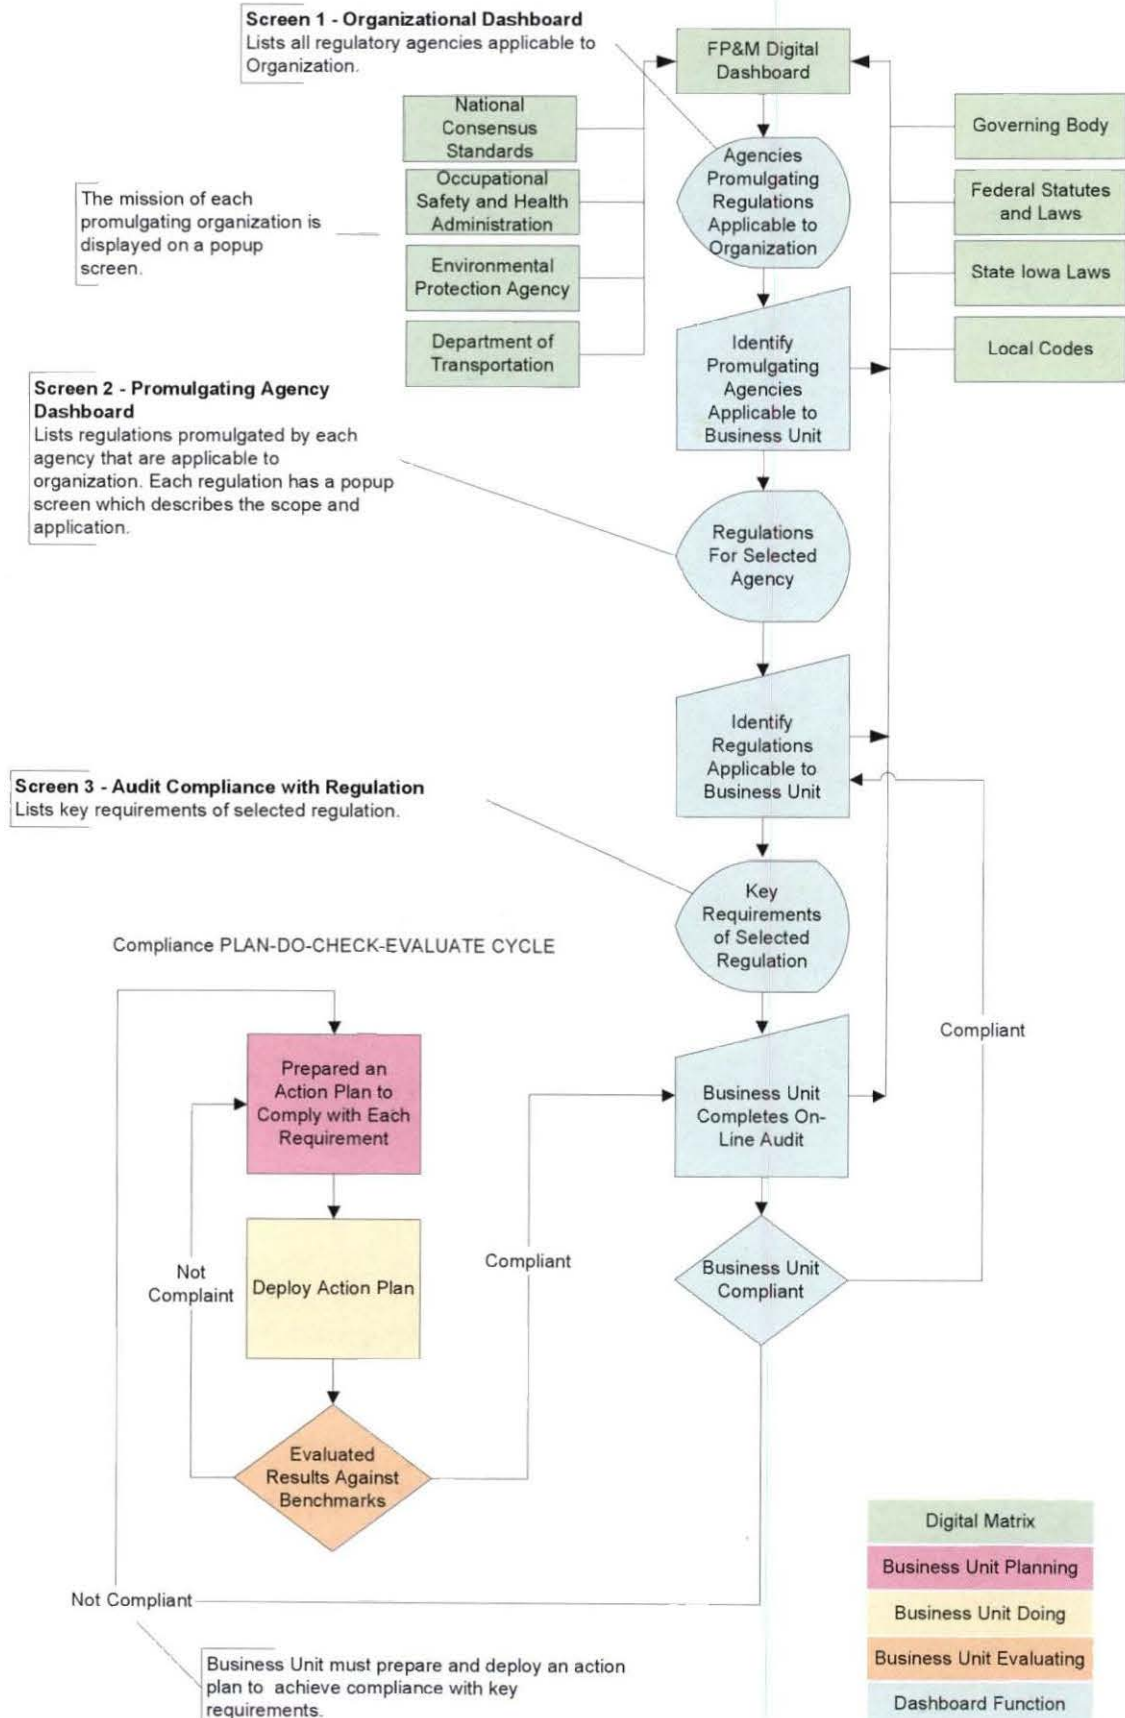 Screen 1 - Organizational Dashboard
Lists all regulatory agencies applicable to
Organization.
FP&M Digital
Dashboard
National
Consensus
Standards
Governing Body
Agencies
Promulgating
Regulations
Applicable to
Organization
The mission of each
promulgating organization is
displayed on a popup
screen.
Occupational
Safety and Health
Administration
Federal Statutes
and Laws
Environmental
Protection Agency
State Iowa Laws
Department of
Transportation
Identify
Promulgating
Agencies
Applicable to
Business Unit
Local Codes
Screen 2 - Promulgating Agency
Dashboard
Lists regulations promulgated by each
agency that are applicable to
organization. Each regulation has a popup
screen which describes the scope and
application.
Regulations
For Selected
Agency
Identify
Regulations
Applicable to
Business Unit
Screen 3 - Audit Compliance with Regulation
Lists key requirements of selected regulation.
Key
Requirements
of Selected
Regulation
Compliance PLAN-DO-CHECK-EVALUATE CYCLE
Compliant
Prepared an
Action Plan to
Comply with Each
Requirement
Business Unit
Completes On-
Line Audit
Not
Complaint
Deploy Action Plan
Compliant
Business Unit
Compliant
Evaluated
Results Against
Benchmarks
Not Compliant
Business Unit must prepare and deploy an action
plan to achieve compliance with key
requirements.
Digital Matrix
Business Unit Planning
Business Unit Doing
Business Unit Evaluating
Dashboard Function